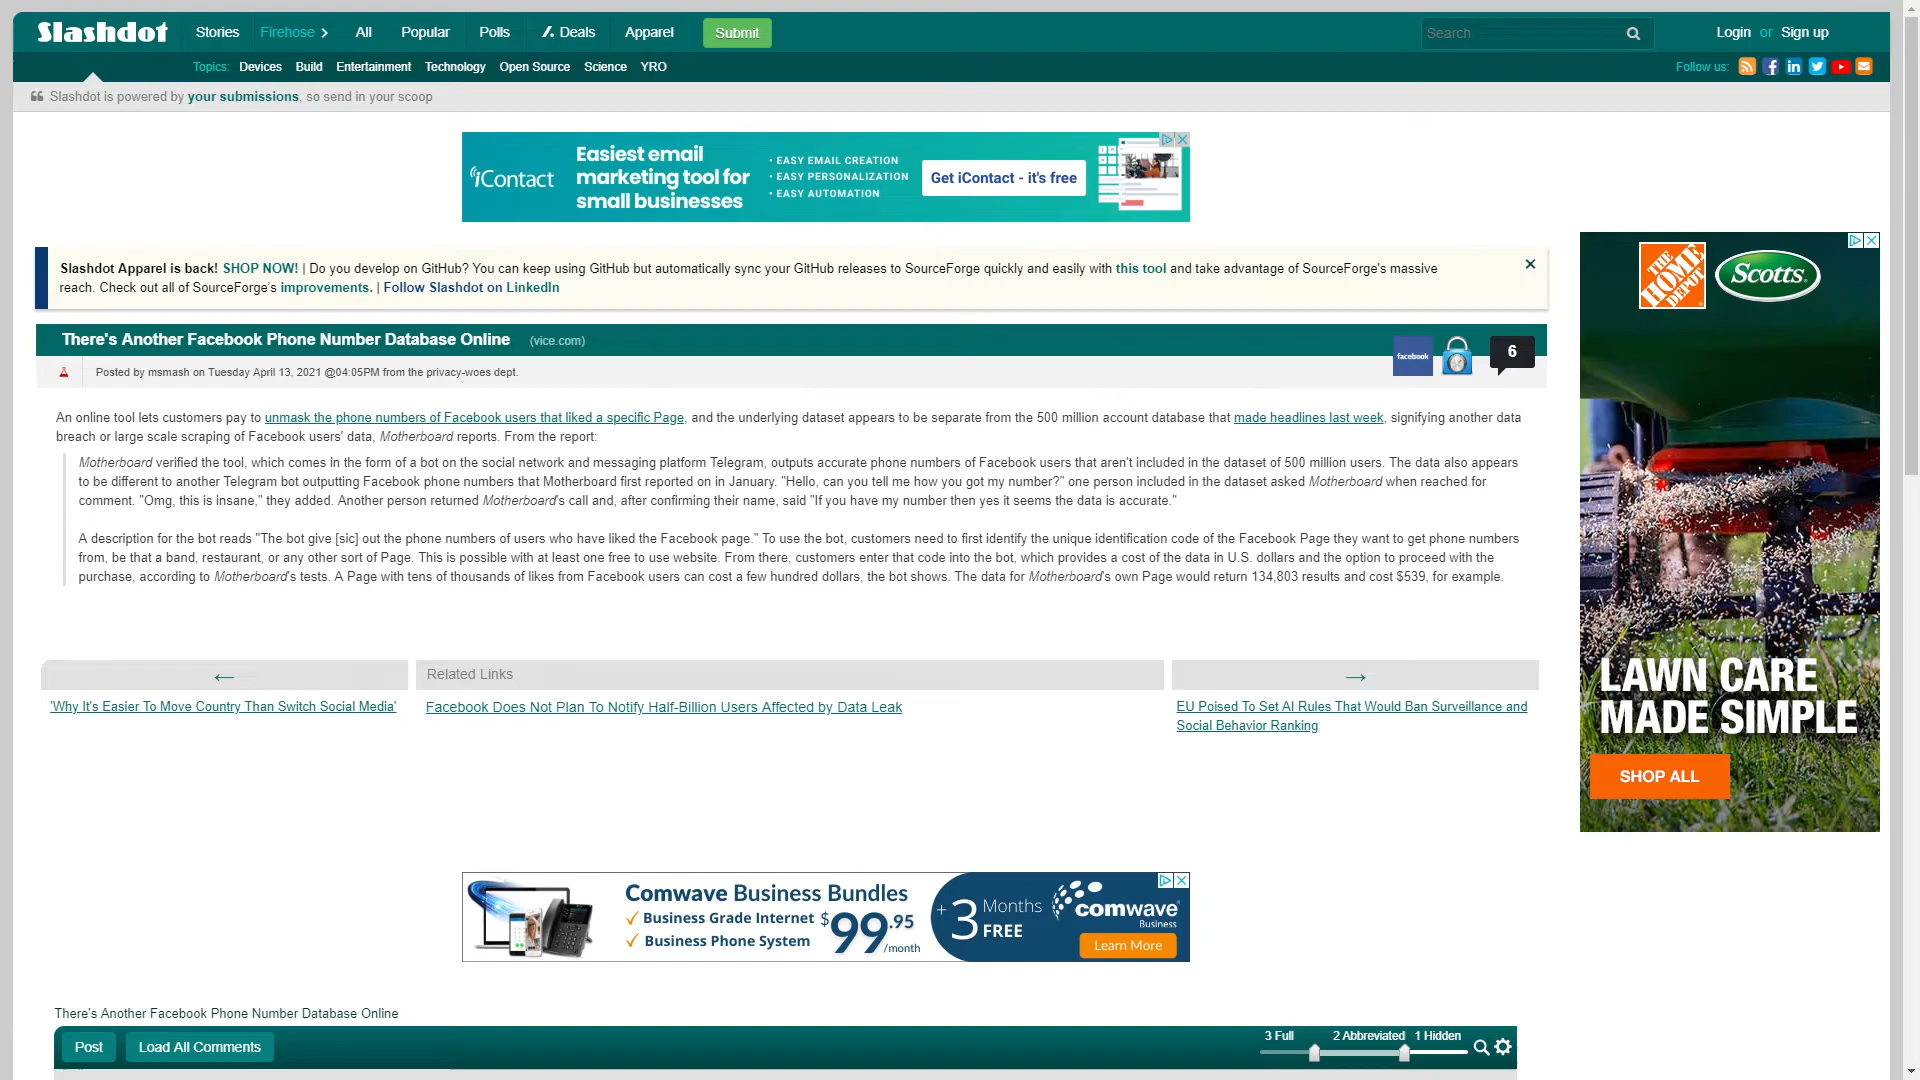 Slashdot
Stories
Firehose
All
Popular
Polls
Deals
Apparel
Submit
Search
Login or Sign up
Topics: Devices Build Entertainment Technology Open Source Science YRO
Follow us:
Slashdot is powered by your submissions, so send in your scoop
iContact
Easiest email
marketing tool for
small businesses
• EASY EMAIL CREATION
• EASY PERSONALIZATION
• EASY AUTOMATION
Get iContact - it's free
Slashdot Apparel is back! SHOP NOW! | Do you develop on GitHub? You can keep using GitHub but automatically sync your GitHub releases to SourceForge quickly and easily with this tool and take advantage of SourceForge's massive
reach. Check out all of SourceForge's improvements. | Follow Slashdot on LinkedIn
There's Another Facebook Phone Number Database Online (vice.com)
facebook
6
Posted by msmash on Tuesday April 13, 2021 @04:05PM from the privacy-woes dept.
An online tool lets customers pay to unmask the phone numbers of Facebook users that liked a specific Page, and the underlying dataset appears to be separate from the 500 million account database that made headlines last week, signifying another data
breach or large scale scraping of Facebook users' data, Motherboard reports. From the report:
Motherboard verified the tool, which comes in the form of a bot on the social network and messaging platform Telegram, outputs accurate phone numbers of Facebook users that aren't included in the dataset of 500 million users. The data also appears
to be different to another Telegram bot outputting Facebook phone numbers that Motherboard first reported on in January. "Hello, can you tell me how you got my number?" one person included in the dataset asked Motherboard when reached for
comment. "Omg, this is insane," they added. Another person returned Motherboard's call and, after confirming their name, said "If you have my number then yes it seems the data is accurate."
A description for the bot reads "The bot give [sic] out the phone numbers of users who have liked the Facebook page." To use the bot, customers need to first identify the unique identification code of the Facebook Page they want to get phone numbers
from, be that a band, restaurant, or any other sort of Page. This is possible with at least one free to use website. From there, customers enter that code into the bot, which provides a cost of the data in U.S. dollars and the option to proceed with the
purchase, according to Motherboard's tests. A Page with tens of thousands of likes from Facebook users can cost a few hundred dollars, the bot shows. The data for Motherboard's own Page would return 134,803 results and cost $539, for example.
←
'Why It's Easier To Move Country Than Switch Social Media'
Related Links
Facebook Does Not Plan To Notify Half-Billion Users Affected by Data Leak
→
EU Poised To Set AI Rules That Would Ban Surveillance and
Social Behavior Ranking
THE HOME DEPOT
Scotts
LAWN CARE
MADE SIMPLE
SHOP ALL
Comwave Business Bundles
✓ Business Grade Internet
✓ Business Phone System
$99.95/month
+3 Months FREE
comwave
Business
Learn More
There's Another Facebook Phone Number Database Online
Post
Load All Comments
3 Full 2 Abbreviated 1 Hidden